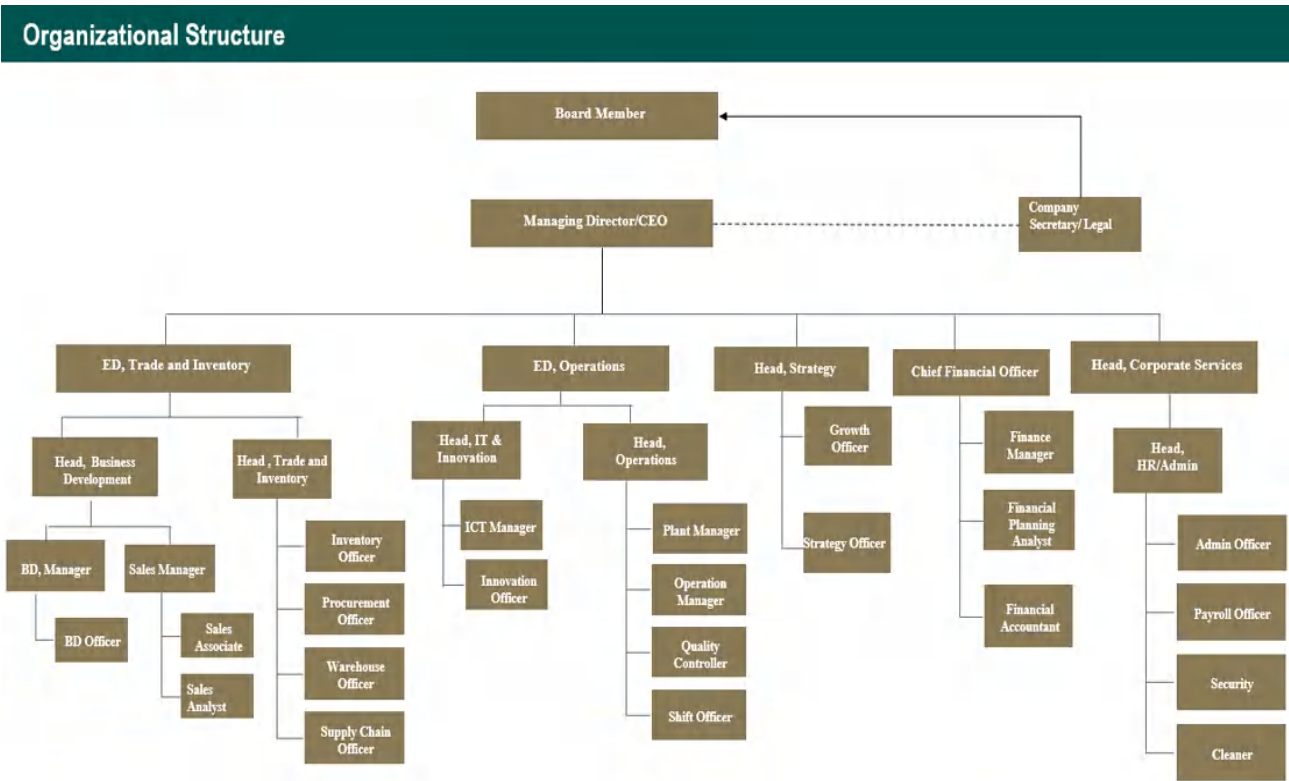 Organizational Structure
Board Member
Managing Director/CEO
Company
Secretary/ Legal
ED, Trade and Inventory
ED, Operations
Head, Strategy
Chief Financial Officer
Head, Corporate Services
Head, Business
Development
Head , Trade and
Inventory
Head, IT &
Innovation
Head,
Operations
Growth
Officer
Strategy Officer
Finance
Manager
Financial
Planning
Analyst
Financial
Accountant
Head,
HR/Admin
BD, Manager
Sales Manager
BD Officer
Sales
Associate
Sales
Analyst
Inventory
Officer
Procurement
Officer
Warehouse
Officer
Supply Chain
Officer
ICT Manager
Innovation
Officer
Plant Manager
Operation
Manager
Quality
Controller
Shift Officer
Admin Officer
Payroll Officer
Security
Cleaner